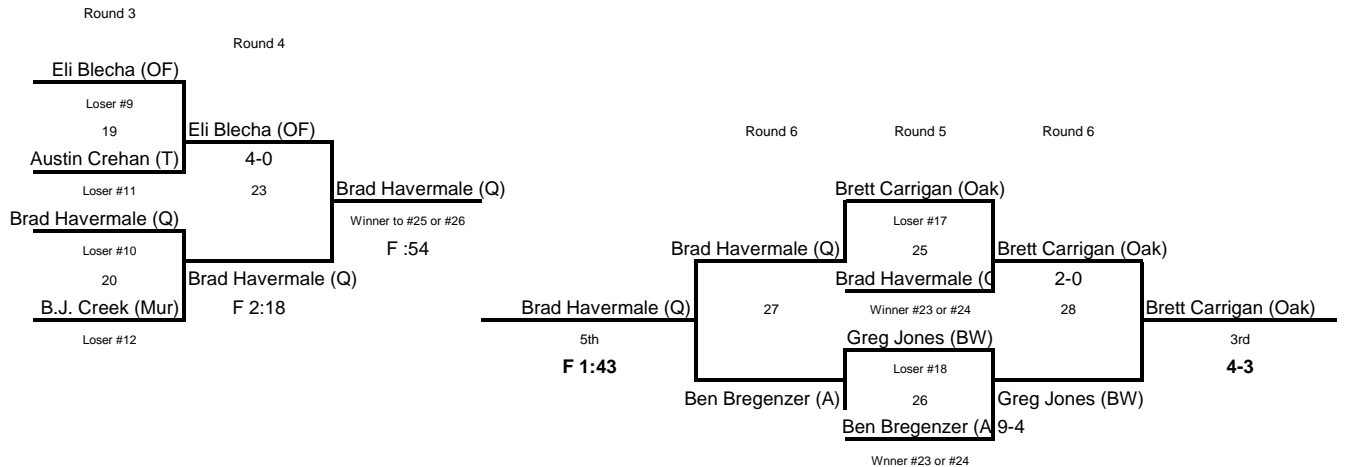 Round 3
Round 4
Eli Blecha (OF)
Loser #9
19
Eli Blecha (OF)
Austin Crehan (T)
4-0
Loser #11
23
Brad Havermale (Q)
Brad Havermale (Q)
Winner to #25 or #26
Loser #10
F :54
20
Brad Havermale (Q)
B.J. Creek (Mur)
F 2:18
Loser #12
Round 6
Round 5
Round 6
Brett Carrigan (Oak)
Loser #17
Brad Havermale (Q)
25
Brett Carrigan (Oak)
Brad Havermale (
2-0
Brad Havermale (Q)
27
Winner #23 or #24
28
Brett Carrigan (Oak)
5th
Greg Jones (BW)
3rd
F 1:43
Loser #18
4-3
Ben Bregenzer (A)
26
Greg Jones (BW)
Ben Bregenzer (A
9-4
Wnner #23 or #24